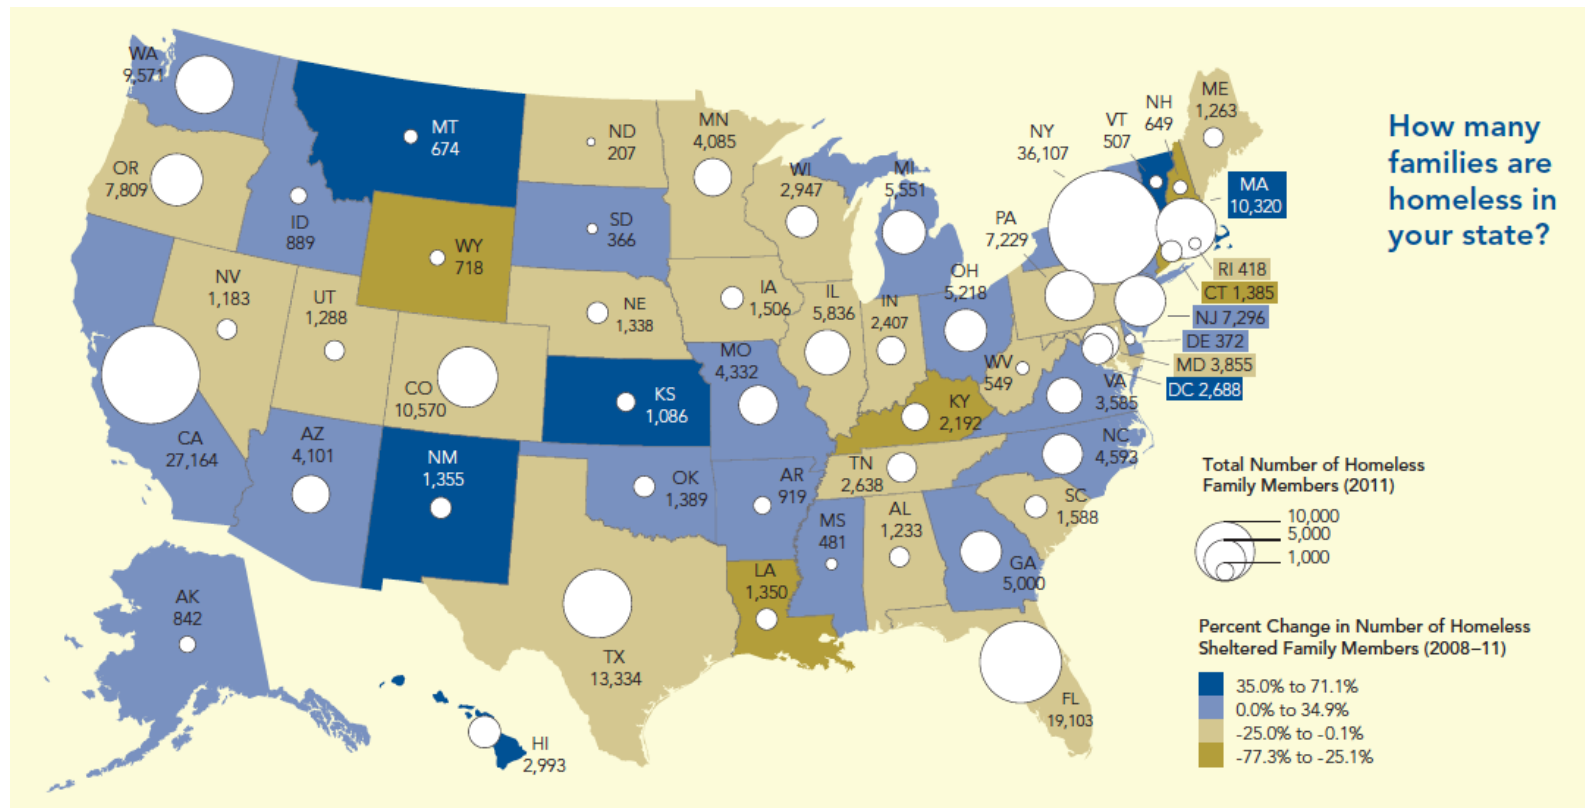 How many
families are
homeless in
your state?
WA
9,571
MT
674
ND
207
MN
4,085
OR
7,809
ID
889
WY
718
SD
366
WI
2,947
MI
5,551
NY
36,107
VT
507
NH
649
ME
1,263
MA
10,320
PA
7,229
RI 418
CT 1,385
NJ 7,296
DE 372
MD 3,855
DC 2,688
NV
1,183
UT
1,288
CO
10,570
NE
1,338
IA
1,506
IL
5,836
IN
2,407
OH
5,218
WV
549
VA
3,585
CA
27,164
AZ
4,101
NM
1,355
KS
1,086
MO
4,332
KY
2,192
NC
4,593
TN
2,638
OK
1,389
AR
919
MS
481
AL
1,233
SC
1,588
GA
5,000
LA
1,350
TX
13,334
FL
19,103
AK
842
HI
2,993
Total Number of Homeless
Family Members (2011)
10,000
5,000
1,000
Percent Change in Number of Homeless
Sheltered Family Members (2008–11)
35.0% to 71.1%
0.0% to 34.9%
-25.0% to -0.1%
-77.3% to -25.1%